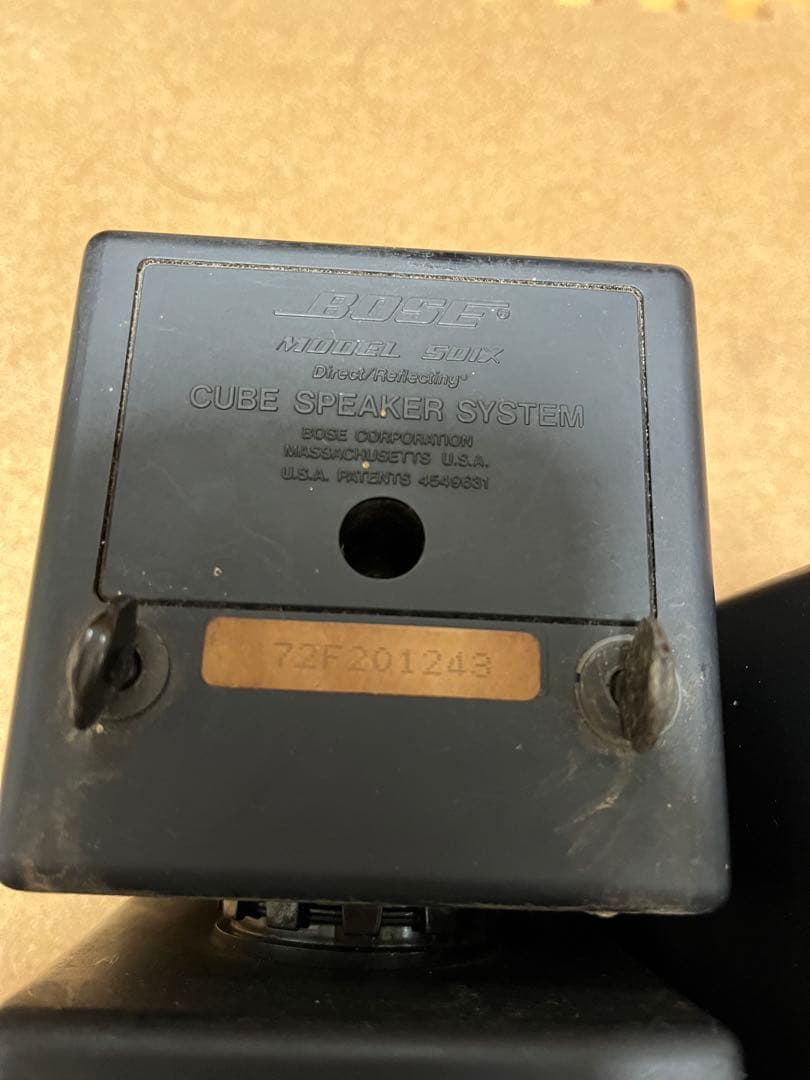 BOSE®
MODEL 501X
Direct/Reflecting®
CUBE SPEAKER SYSTEM
BOSE CORPORATION
MASSACHUSETTS U.S.A.
U.S.A. PATENTS 4549631
72F201243